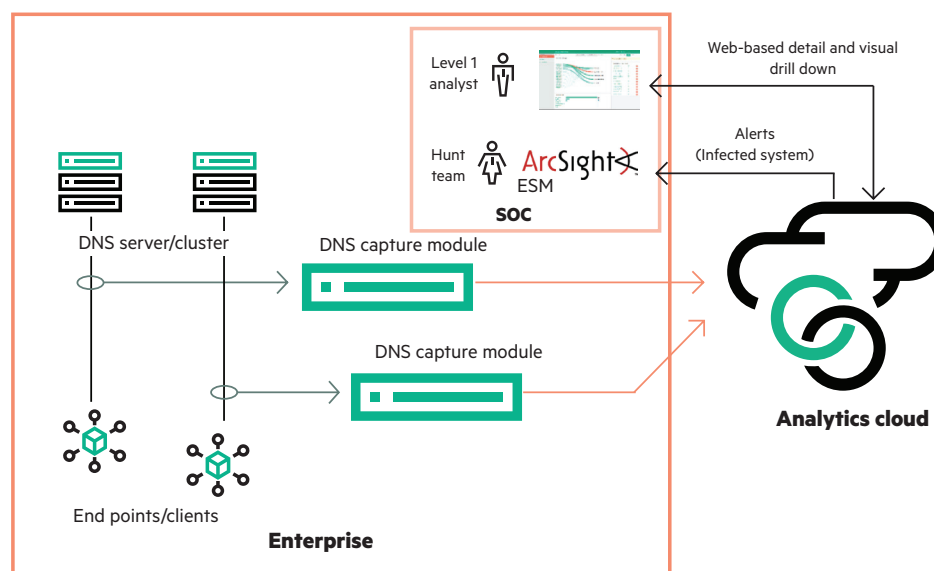 Level 1
analyst
Web-based detail and visual
drill down
Hunt
team
ArcSight
ESM
SOC
Alerts
(Infected system)
DNS server/cluster
DNS capture module
DNS capture module
Analytics cloud
End points/clients
Enterprise